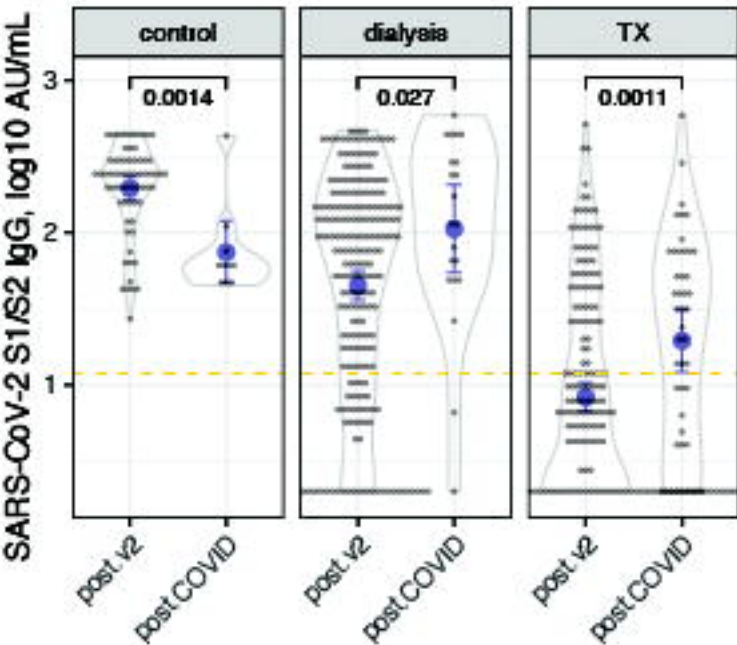 control dialysis TX
SARS-CoV-2 S1/S2 IgG, log10 AU/mL
3
2
1
0.0014 0.027 0.0011
post v2 post COVID post v2 post COVID post v2 post COVID